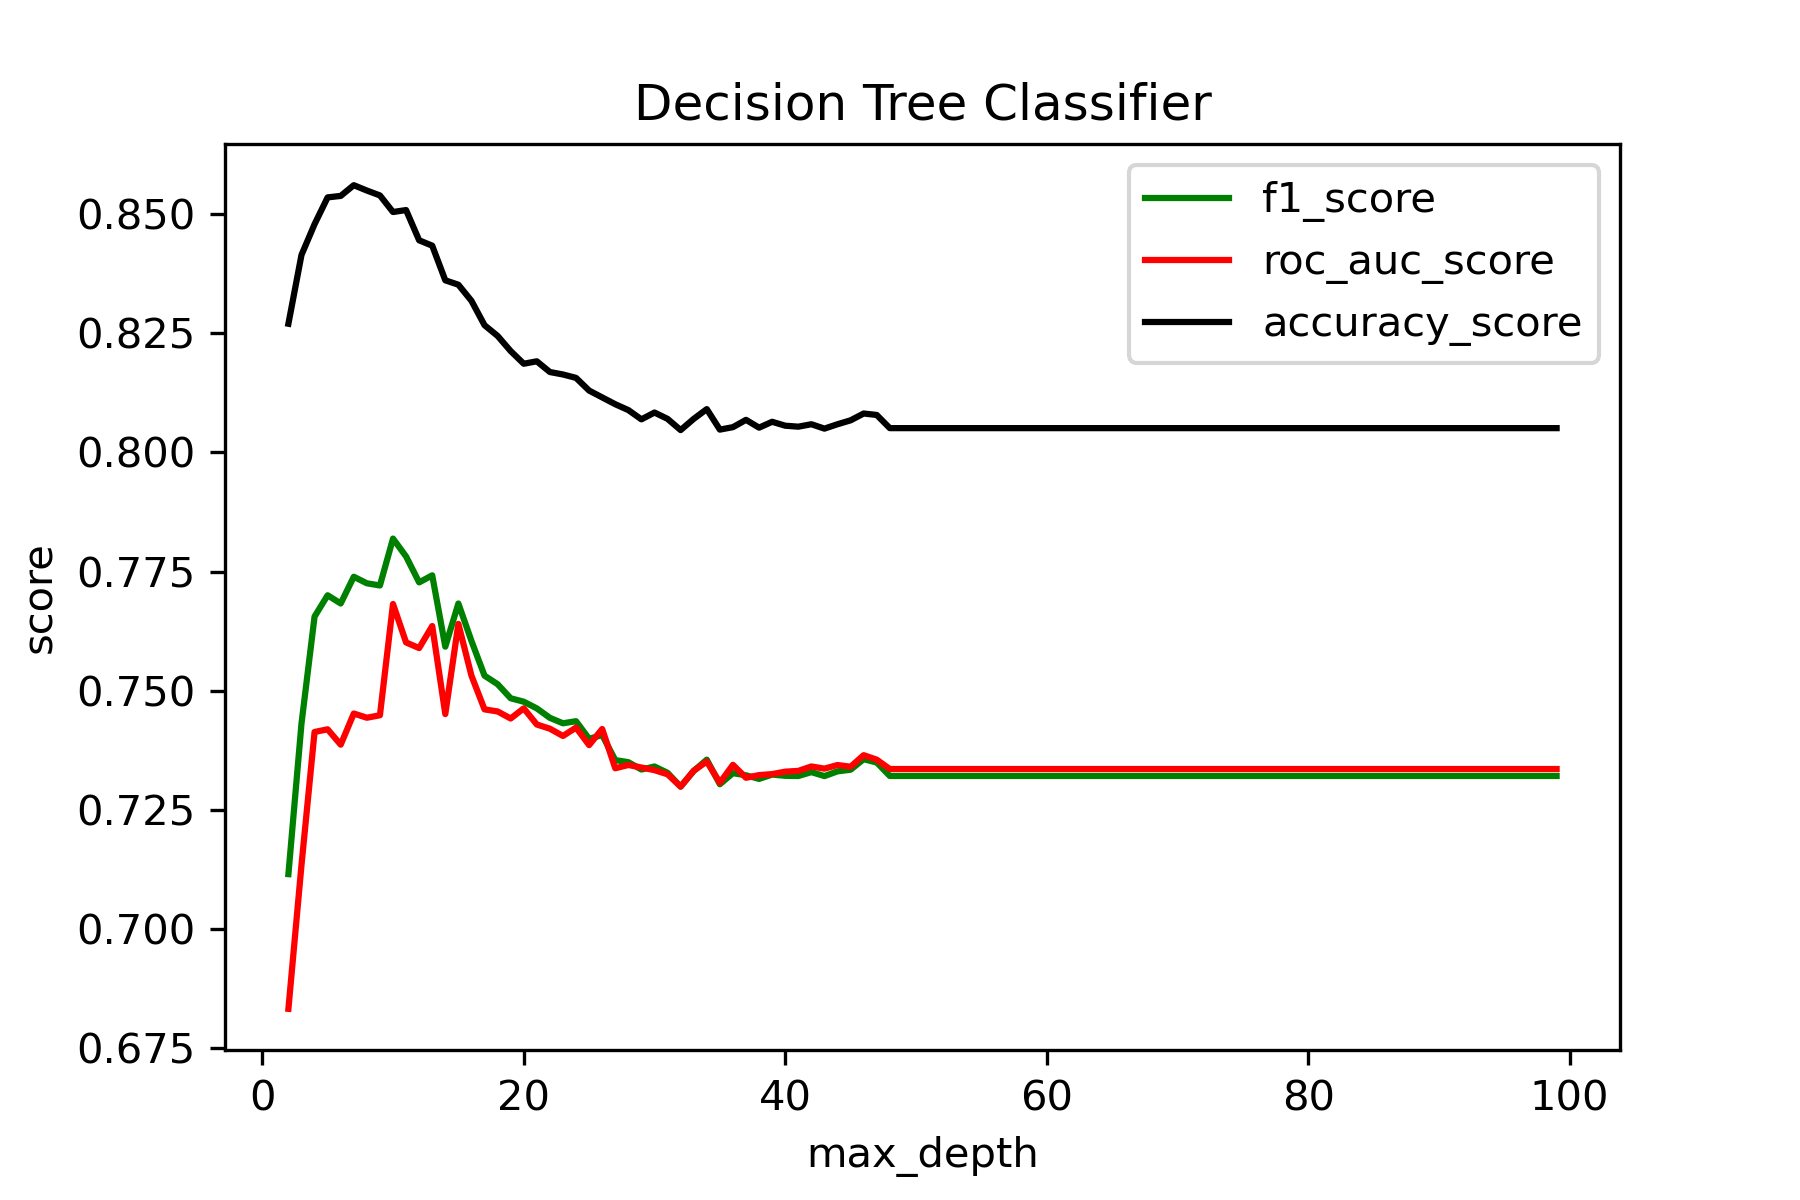 Decision Tree Classifier
f1_score
roc_auc_score
accuracy_score
0.850
0.825
0.800
0.775
0.750
0.725
0.700
0.675
score
0 20 40 60 80 100
max_depth